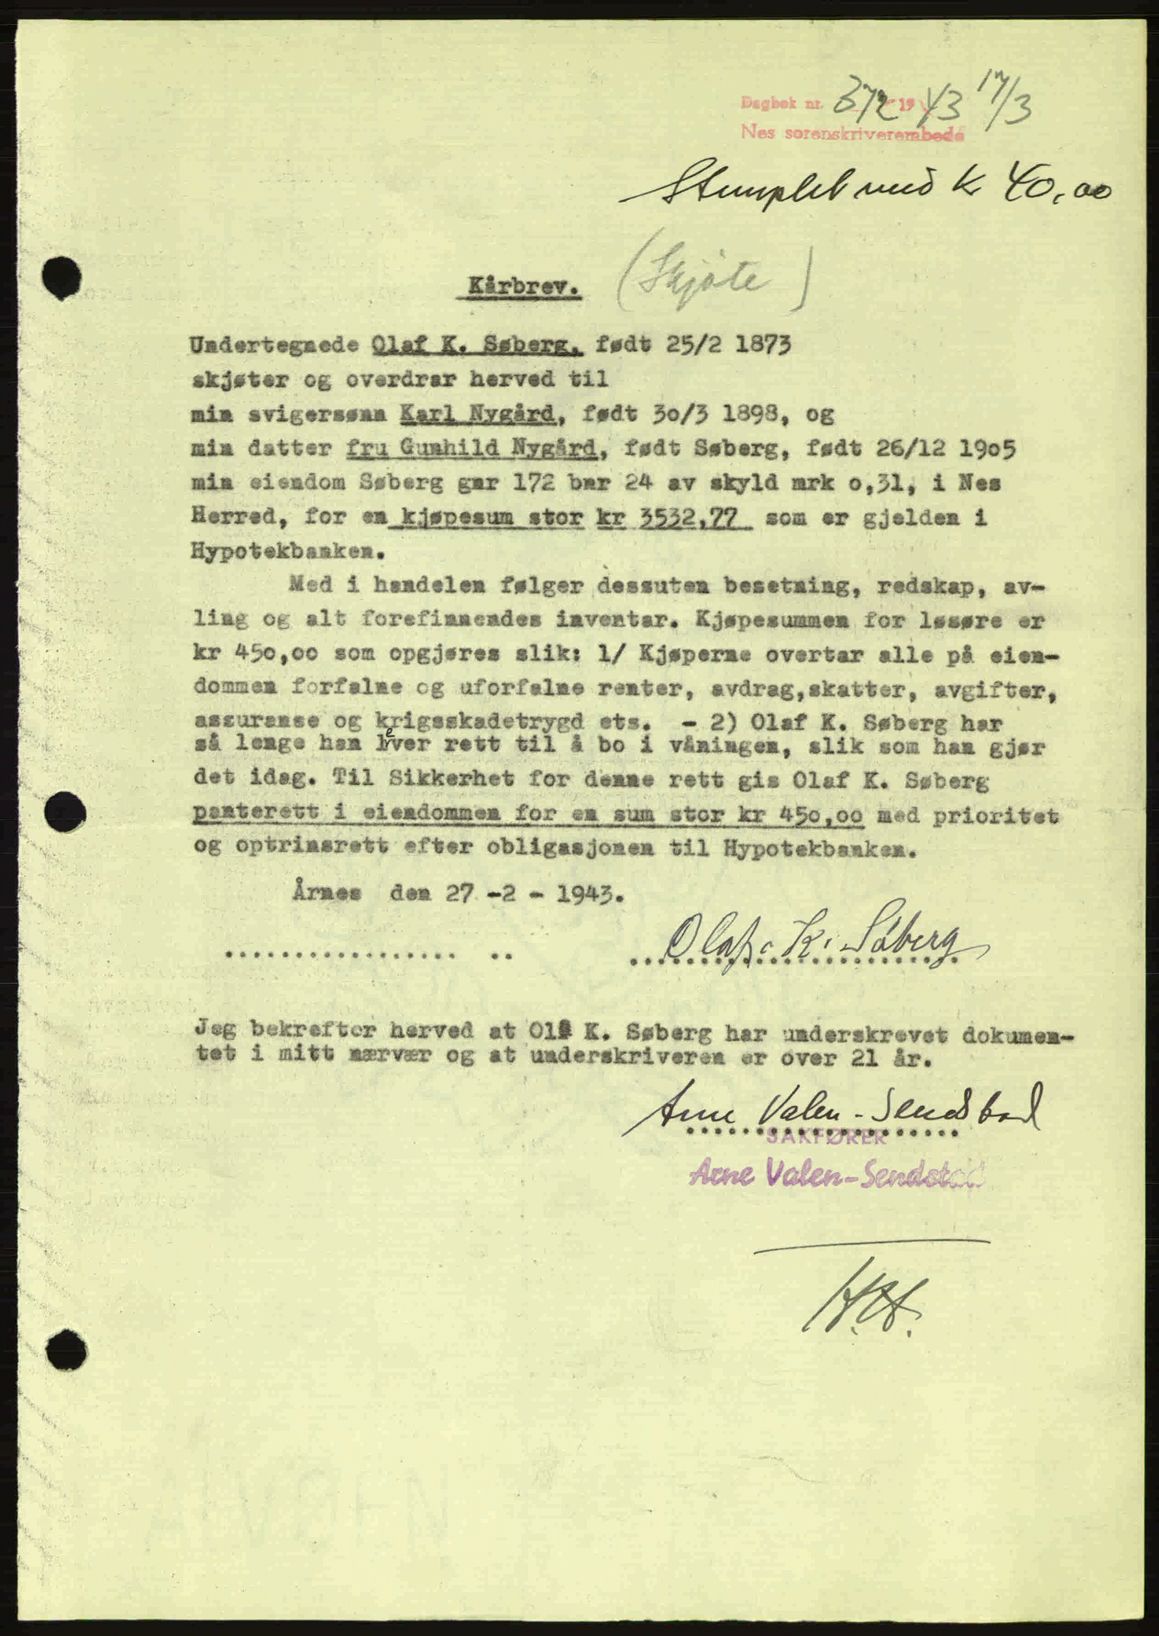 Dagbok nr. 372 1943 17/3
Nes sorenskriverembede
Stemplet med Kr 40,00
Kårbrev. (Skjøte)
Undertegnede Olaf K. Søberg, født 25/2 1873
skjøter og overdrar herved til
min svigersønn Karl Nygård, født 30/3 1898, og
min datter fru Gunhild Nygård, født Søberg, født 26/12 1905
min eiendom Søberg gnr 172 bnr 24 av skyld mrk 0,31, i Nes
Herred, for en kjøpesum stor kr 3532,77 som er gjelden i
Hypotekbanken.
Med i handelen følger dessuten besetning, redskap, av-
ling og alt forefinnendes inventar. Kjøpesummen for løsøre er
kr 450,00 som opgjøres slik: 1/ Kjøperne overtar alle på eien-
dommen forfalne og uforfalne renter, avdrag,skatter, avgifter,
assuranse og krigsskadetrygd ets. - 2) Olaf K. Søberg har
så lenge han lever rett til å bo i våningen, slik som han gjør
det idag. Til Sikkerhet for denne rett gis Olaf K. Søberg
panterett i eiendommen for en sum stor kr 450,00 med prioritet
og optrinsrett efter obligasjonen til Hypotekbanken.
Årnes den 27 -2 - 1943.
Olaf K. Søberg
Jeg bekrefter herved at Ola K. Søberg har underskrevet dokumen-
tet i mitt nærvær og at underskriveren er over 21 år.
Arne Valen-Sendstad
SAKFØRER
Arne Valen-Sendstad
H.H.